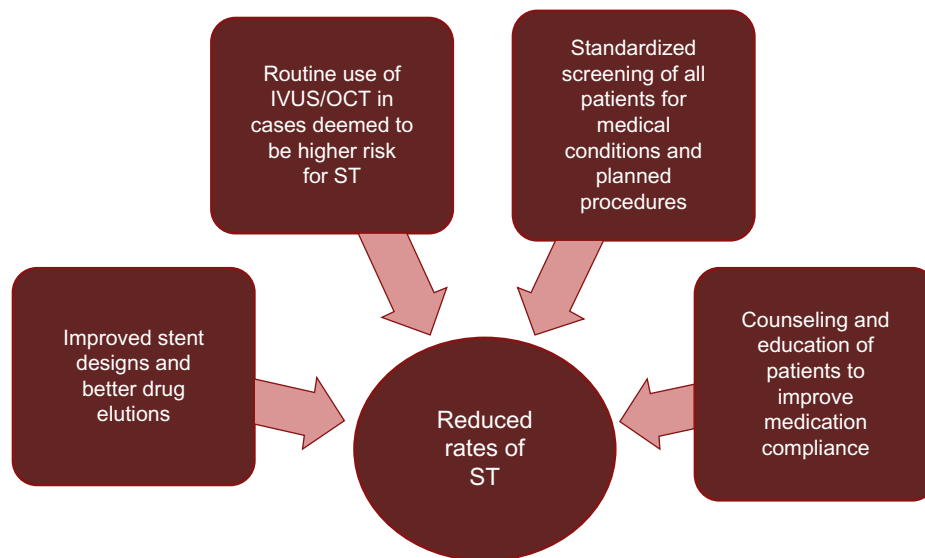 Routine use of
IVUS/OCT in
cases deemed to
be higher risk
for ST
Standardized
screening of all
patients for
medical
conditions and
planned
procedures
Improved stent
designs and
better drug
elutions
Counseling and
education of
patients to
improve
medication
compliance
Reduced
rates of
ST